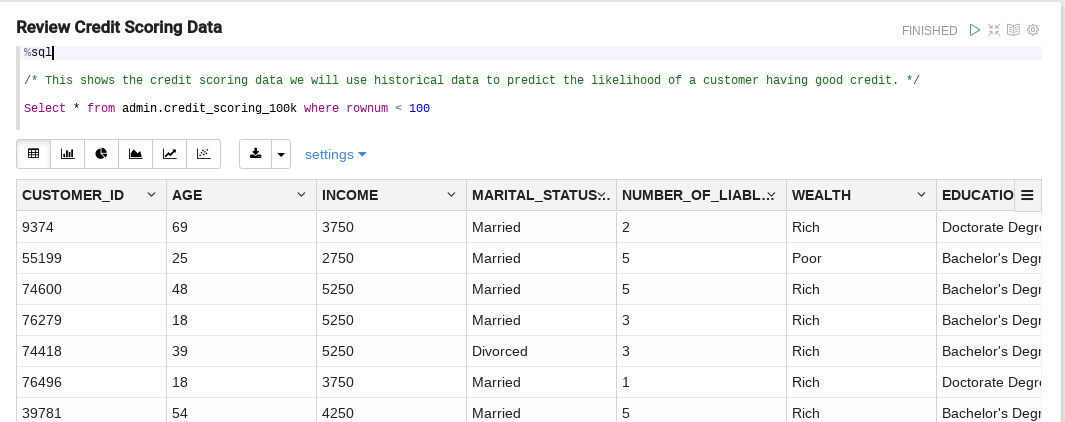 Review Credit Scoring Data
FINISHED
%sql
/* This shows the credit scoring data we will use historical data to predict the likelihood of a customer having good credit. */
Select * from admin.credit_scoring_100k where rownum < 100
settings
CUSTOMER_ID AGE INCOME MARITAL_STATUS... NUMBER_OF_LIABL... WEALTH EDUCATIO
9374 69 3750 Married 2 Rich Doctorate Degre
55199 25 2750 Married 5 Poor Bachelor's Degr
74600 48 5250 Married 5 Rich Bachelor's Degr
76279 18 5250 Married 3 Rich Bachelor's Degr
74418 39 5250 Divorced 3 Rich Bachelor's Degr
76496 18 3750 Married 1 Rich Doctorate Degre
39781 54 4250 Married 5 Rich Bachelor's Degr